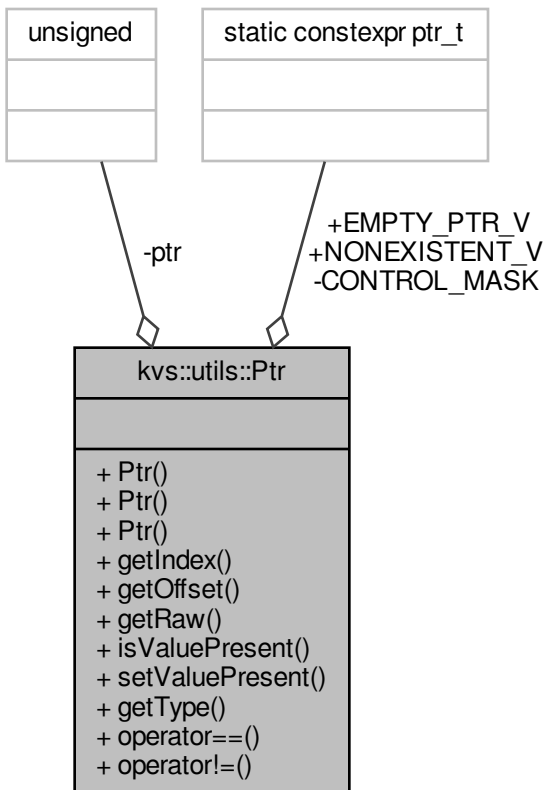 unsigned
static constexpr ptr_t
-ptr
+EMPTY_PTR_V
+NONEXISTENT_V
-CONTROL_MASK
kvs::utils::Ptr
+ Ptr()
+ Ptr()
+ Ptr()
+ getIndex()
+ getOffset()
+ getRaw()
+ isValuePresent()
+ setValuePresent()
+ getType()
+ operator==()
+ operator!=()